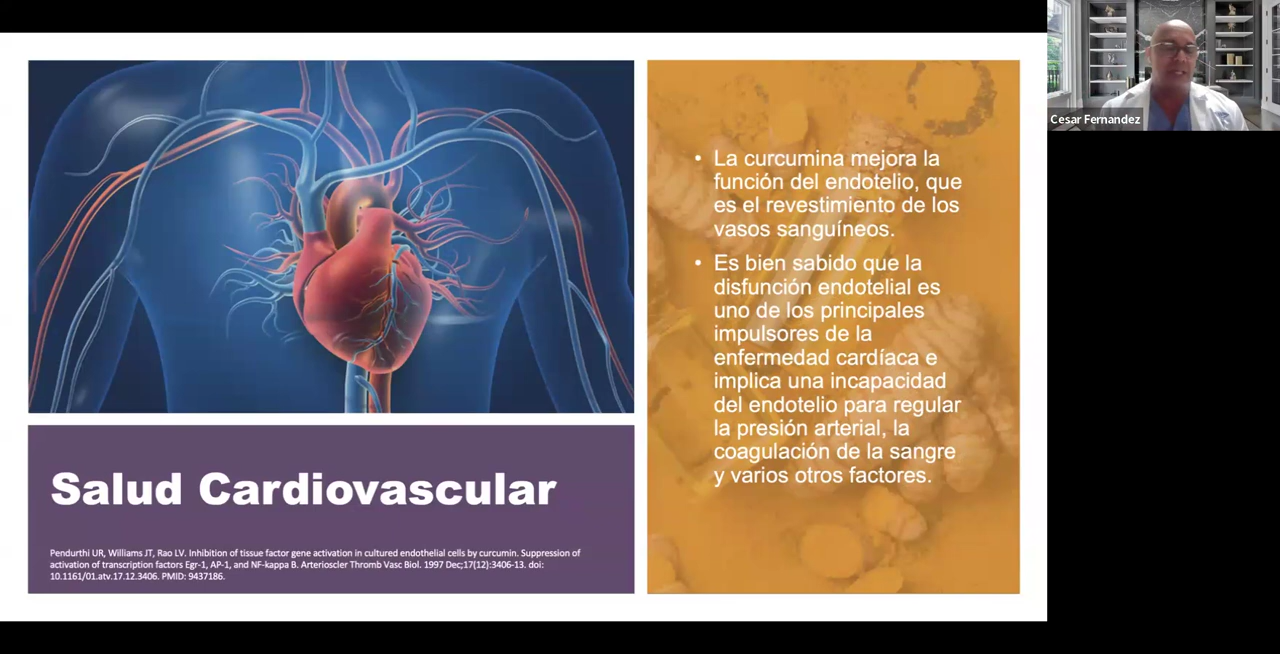 Cesar Fernandez
• La curcumina mejora la
función del endotelio, que
es el revestimiento de los
vasos sanguíneos.
• Es bien sabido que la
disfunción endotelial es
uno de los principales
impulsores de la
enfermedad cardíaca e
implica una incapacidad
del endotelio para regular
la presión arterial, la
coagulación de la sangre
y varios otros factores.
Salud Cardiovascular
Pendurthi UR, Williams JT, Rao LV. Inhibition of tissue factor gene activation in cultured endothelial cells by curcumin. Suppression of
activation of transcription factors Egr-1, AP-1, and NF-kappa B. Arterioscler Thromb Vasc Biol. 1997 Dec;17(12):3406-13. doi:
10.1161/01.atv.17.12.3406. PMID: 9437186.